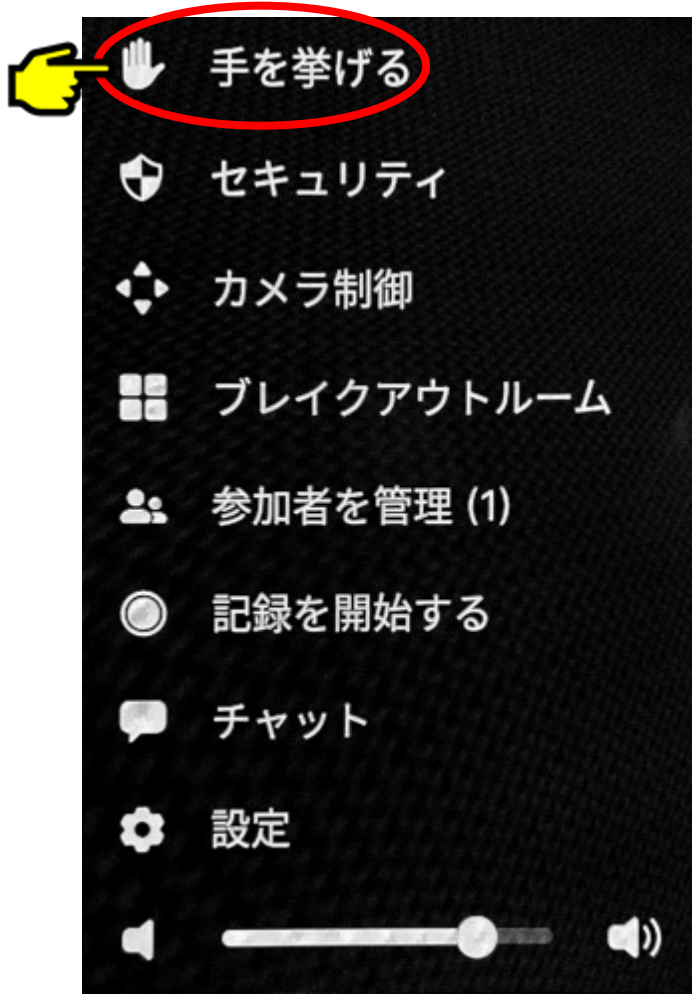 手を挙げる
セキュリティ
カメラ制御
ブレイクアウトルーム
参加者を管理 (1)
記録を開始する
チャット
設定